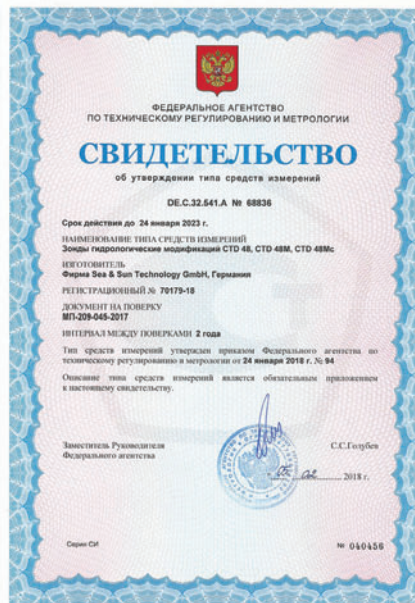 ФЕДЕРАЛЬНОЕ АГЕНТСТВО
ПО ТЕХНИЧЕСКОМУ РЕГУЛИРОВАНИЮ И МЕТРОЛОГИИ
СВИДЕТЕЛЬСТВО
об утверждении типа средств измерений
DE.C.32.541.A № 68836
Срок действия до 24 января 2023 г.
НАИМЕНОВАНИЕ ТИПА СРЕДСТВ ИЗМЕРЕНИЙ
Зонды гидрологические модификаций CTD 48, CTD 48M, CTD 48Mc
ИЗГОТОВИТЕЛЬ
Фирма Sea & Sun Technology GmbH, Германия
РЕГИСТРАЦИОННЫЙ № 70179-18
ДОКУМЕНТ НА ПОВЕРКУ
МП-209-045-2017
ИНТЕРВАЛ МЕЖДУ ПОВЕРКАМИ 2 года
Тип средств измерений утвержден приказом Федерального агентства по
техническому регулированию и метрологии от 24 января 2018 г. № 94
Описание типа средств измерений является обязательным приложением
к настоящему свидетельству.
Заместитель Руководителя
Федерального агентства
С.С.Голубев
05 02 2018 г.
Серия СИ
№ 040456